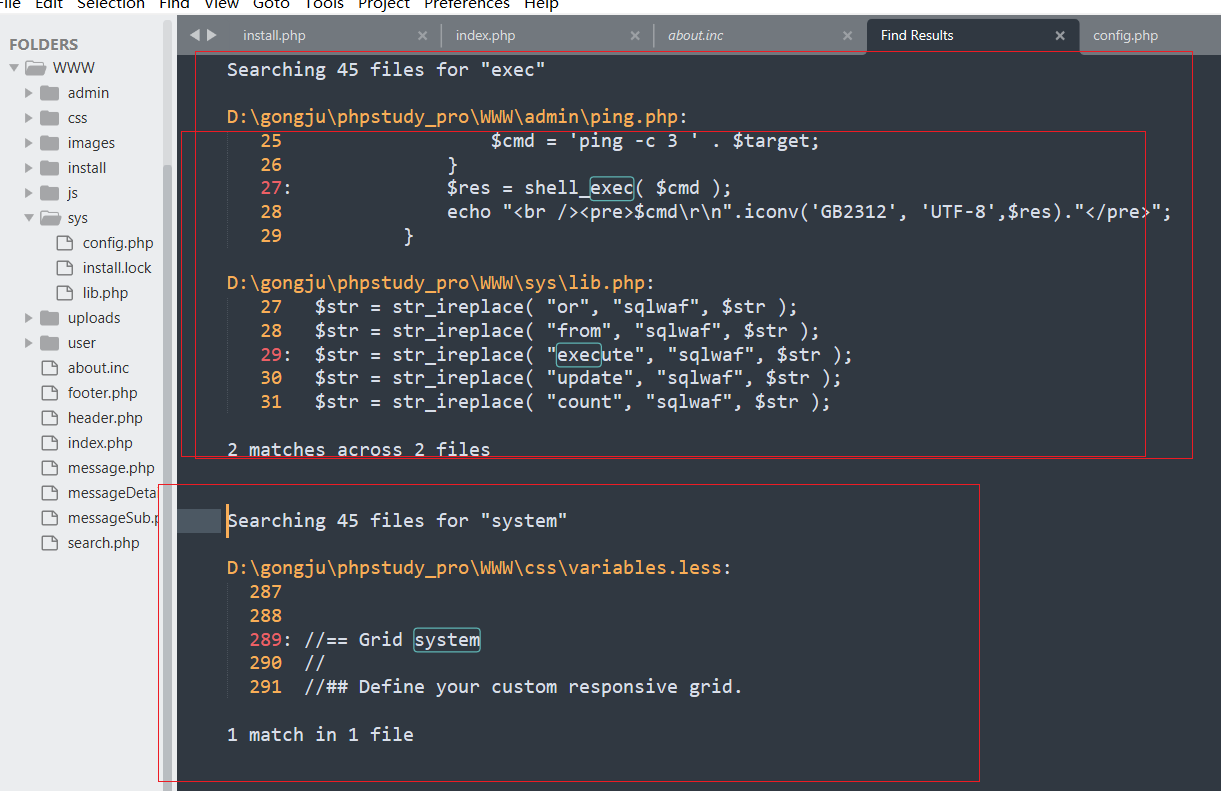 File Edit Selection Find View Goto Tools Project Preferences Help
install.php
index.php
about.inc
Find Results
config.php
FOLDERS
WWW
admin
css
images
install
js
sys
config.php
install.lock
lib.php
uploads
user
about.inc
footer.php
header.php
index.php
message.php
messageDeta
messageSub.p
search.php
Searching 45 files for "exec"
D:\gongju\phpstudy_pro\WWW\admin\ping.php:
25 $cmd = 'ping -c 3 ' . $target;
26 }
27: $res = shell_exec( $cmd );
28 echo "<br /><pre>$cmd\r\n".iconv('GB2312', 'UTF-8',$res)."</pre>";
29 }
D:\gongju\phpstudy_pro\WWW\sys\lib.php:
27 $str = str_ireplace( "or", "sqlwaf", $str );
28 $str = str_ireplace( "from", "sqlwaf", $str );
29: $str = str_ireplace( "execute", "sqlwaf", $str );
30 $str = str_ireplace( "update", "sqlwaf", $str );
31 $str = str_ireplace( "count", "sqlwaf", $str );
2 matches across 2 files
Searching 45 files for "system"
D:\gongju\phpstudy_pro\WWW\css\variables.less:
287
288
289: //== Grid system
290 //
291 //## Define your custom responsive grid.
1 match in 1 file